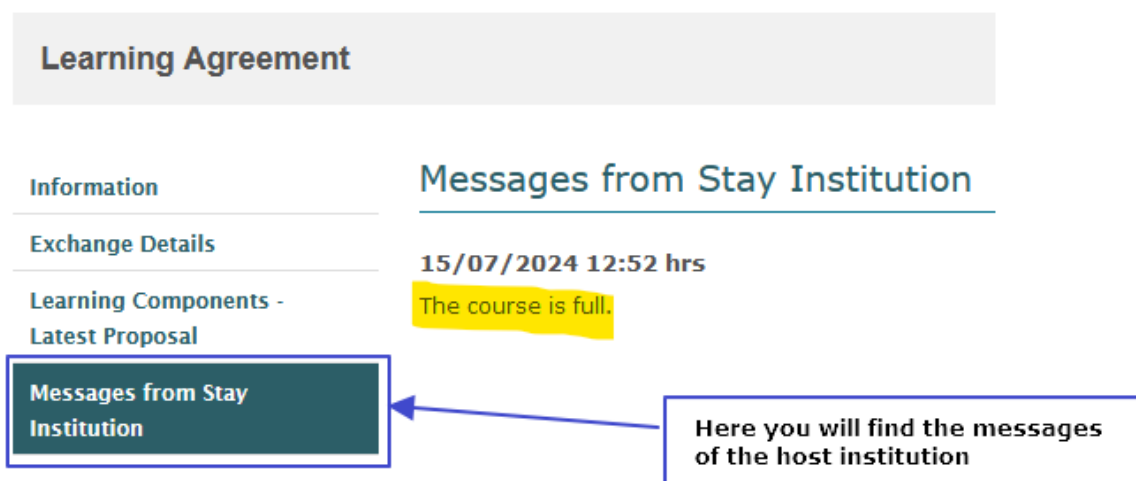 Learning Agreement
Information
Exchange Details
Learning Components -
Latest Proposal
Messages from Stay
Institution
Messages from Stay Institution
15/07/2024 12:52 hrs
The course is full.
Here you will find the messages
of the host institution